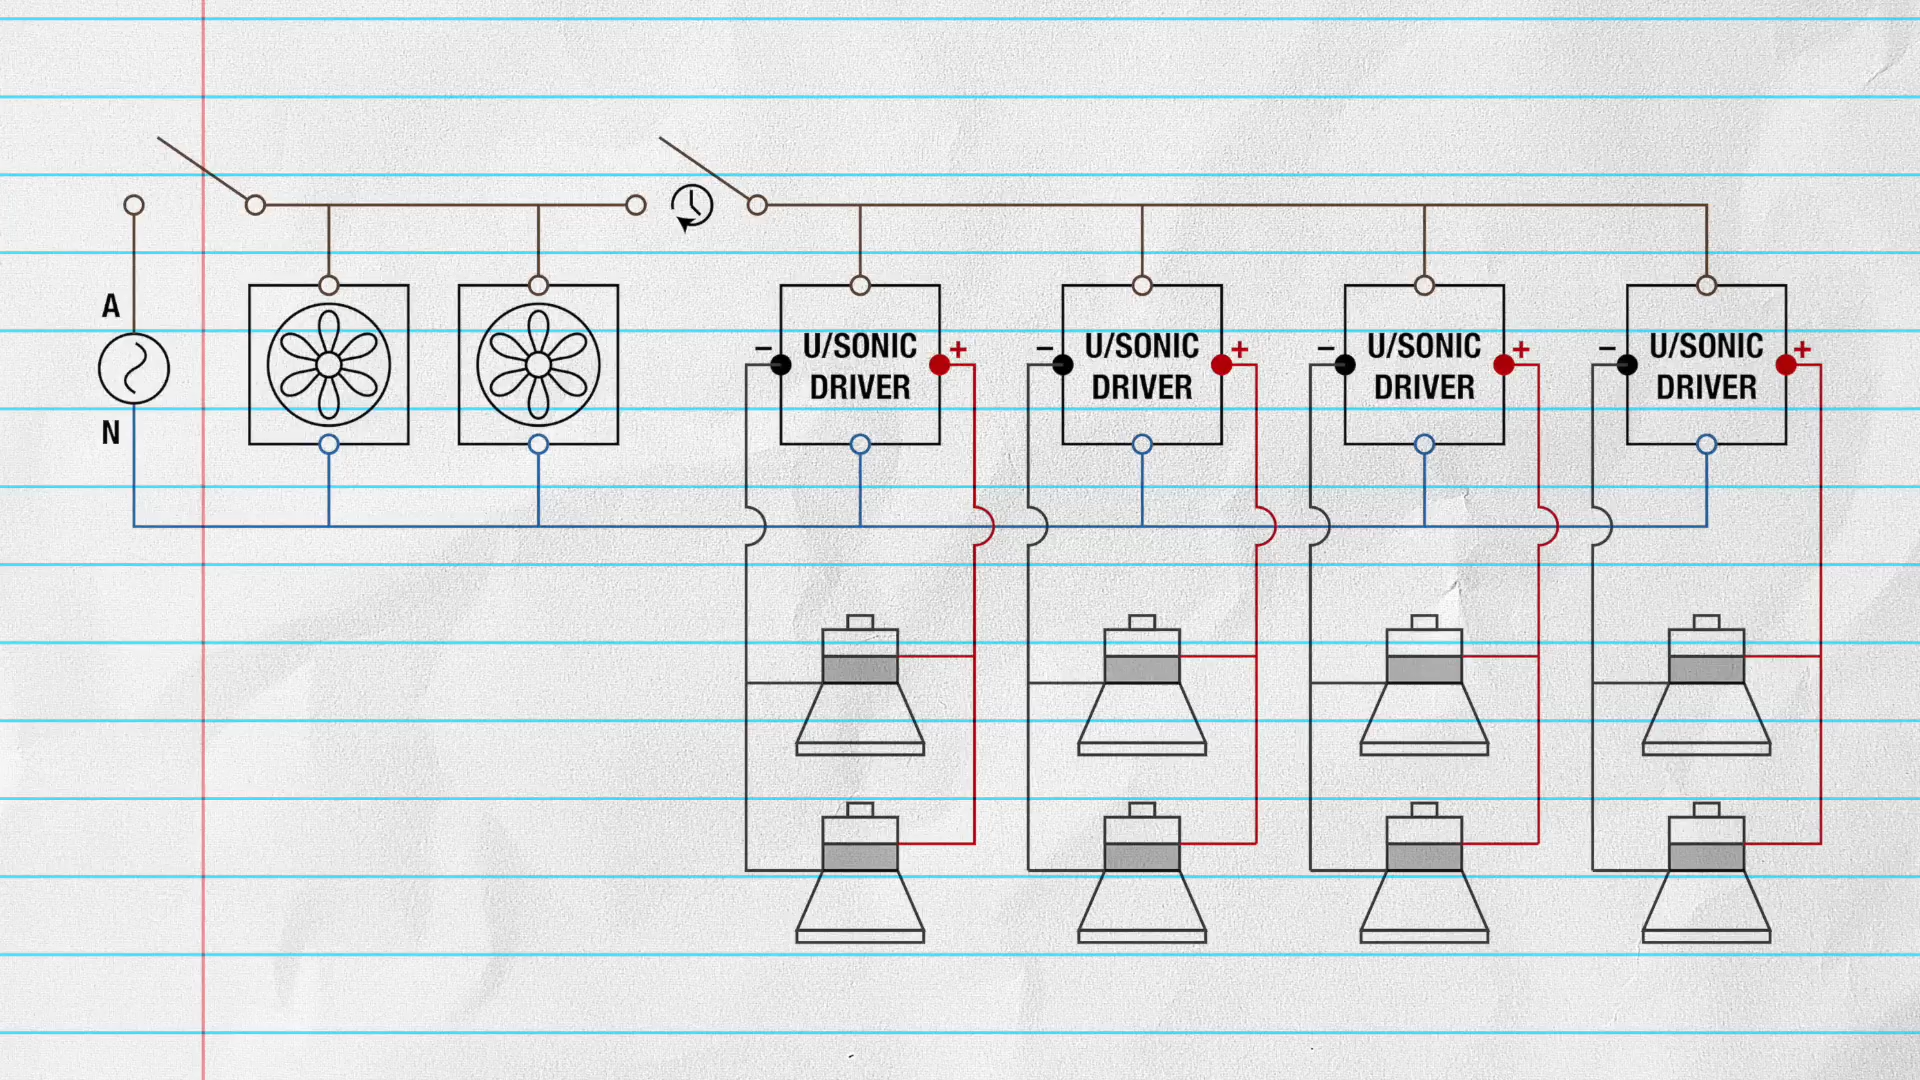 A
N
− U/SONIC +
DRIVER
− U/SONIC +
DRIVER
− U/SONIC +
DRIVER
− U/SONIC +
DRIVER